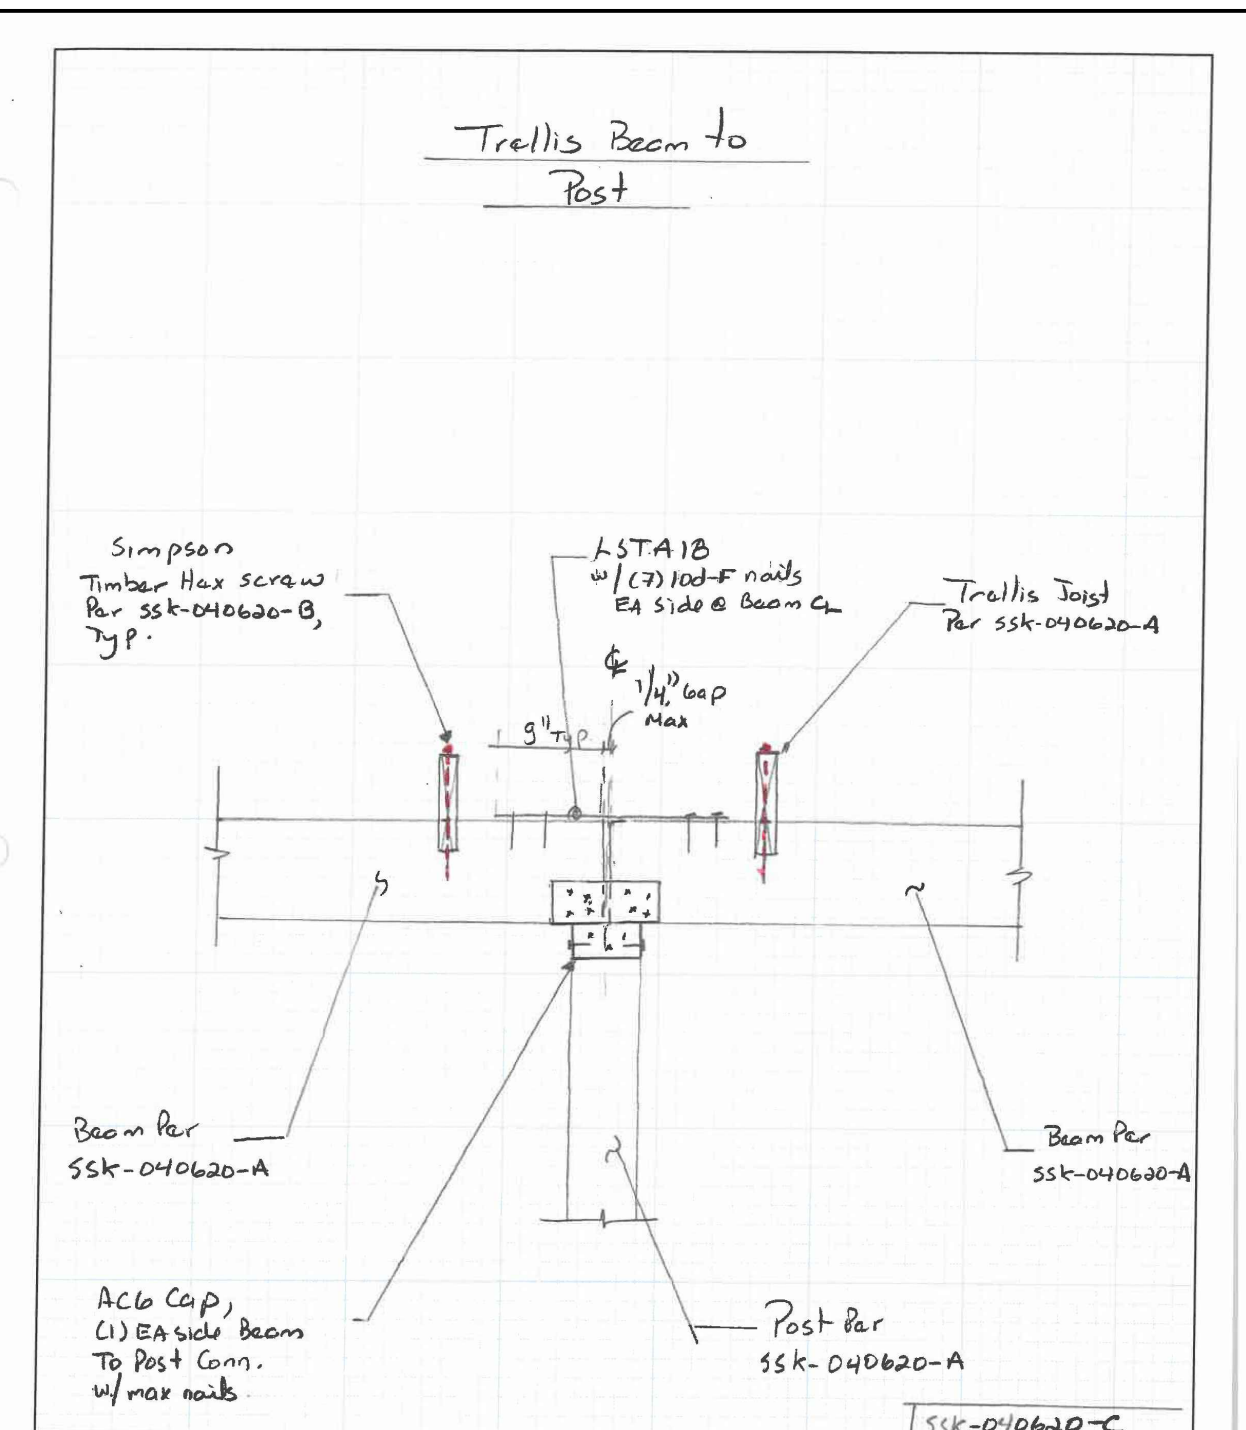 Trellis Beam to
Post
Simpson
Timber Hex screw
Per SSK-040620-B,
Typ.
LSTA18
w/ (7) 10d-F nails
EA Side @ Beam CL
Trellis Joist
Per SSK-040620-A
CL
1/4" Gap
Max
9" Typ.
Beam Per
SSK-040620-A
Beam Per
SSK-040620-A
AC6 Cap,
(1) EA side Beam
To Post Conn.
w/ max nails
Post Per
SSK-040620-A
SSK-040620-C